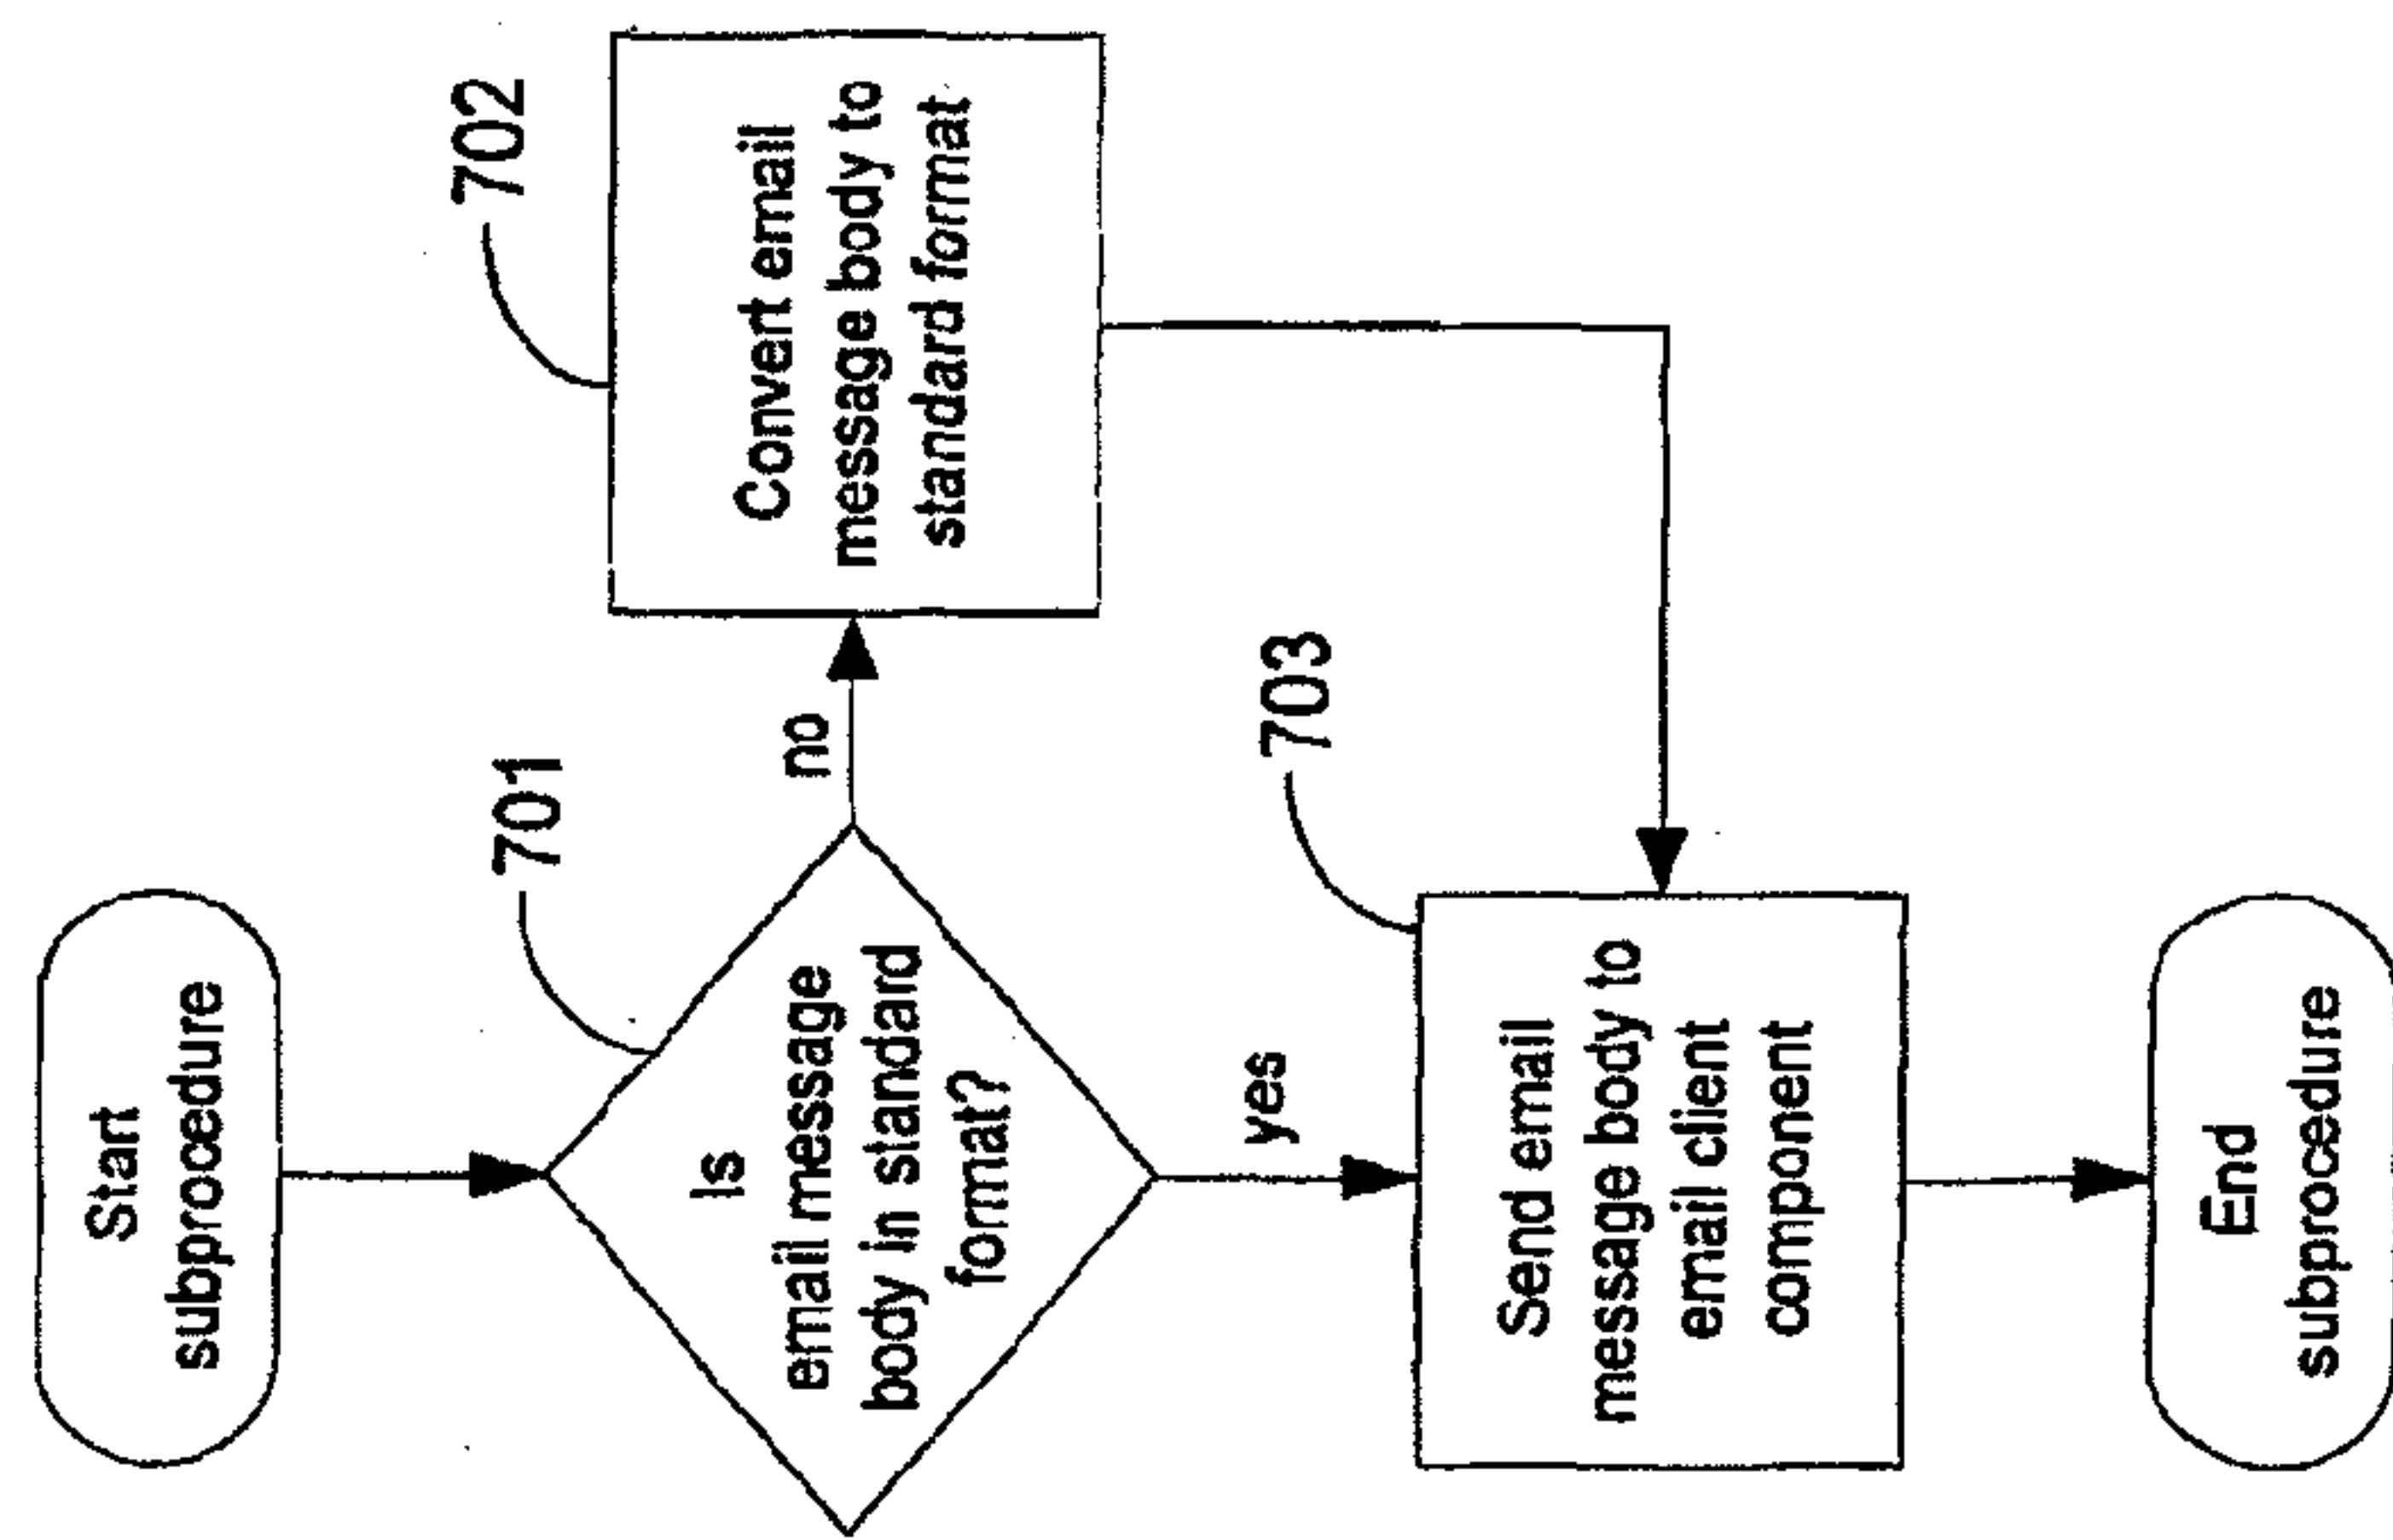 Start
subprocedure
701
Is
email message
body in standard
format?
no
702
Convert email
message body to
standard format
yes
703
Send email
message body to
email client
component
End
subprocedure